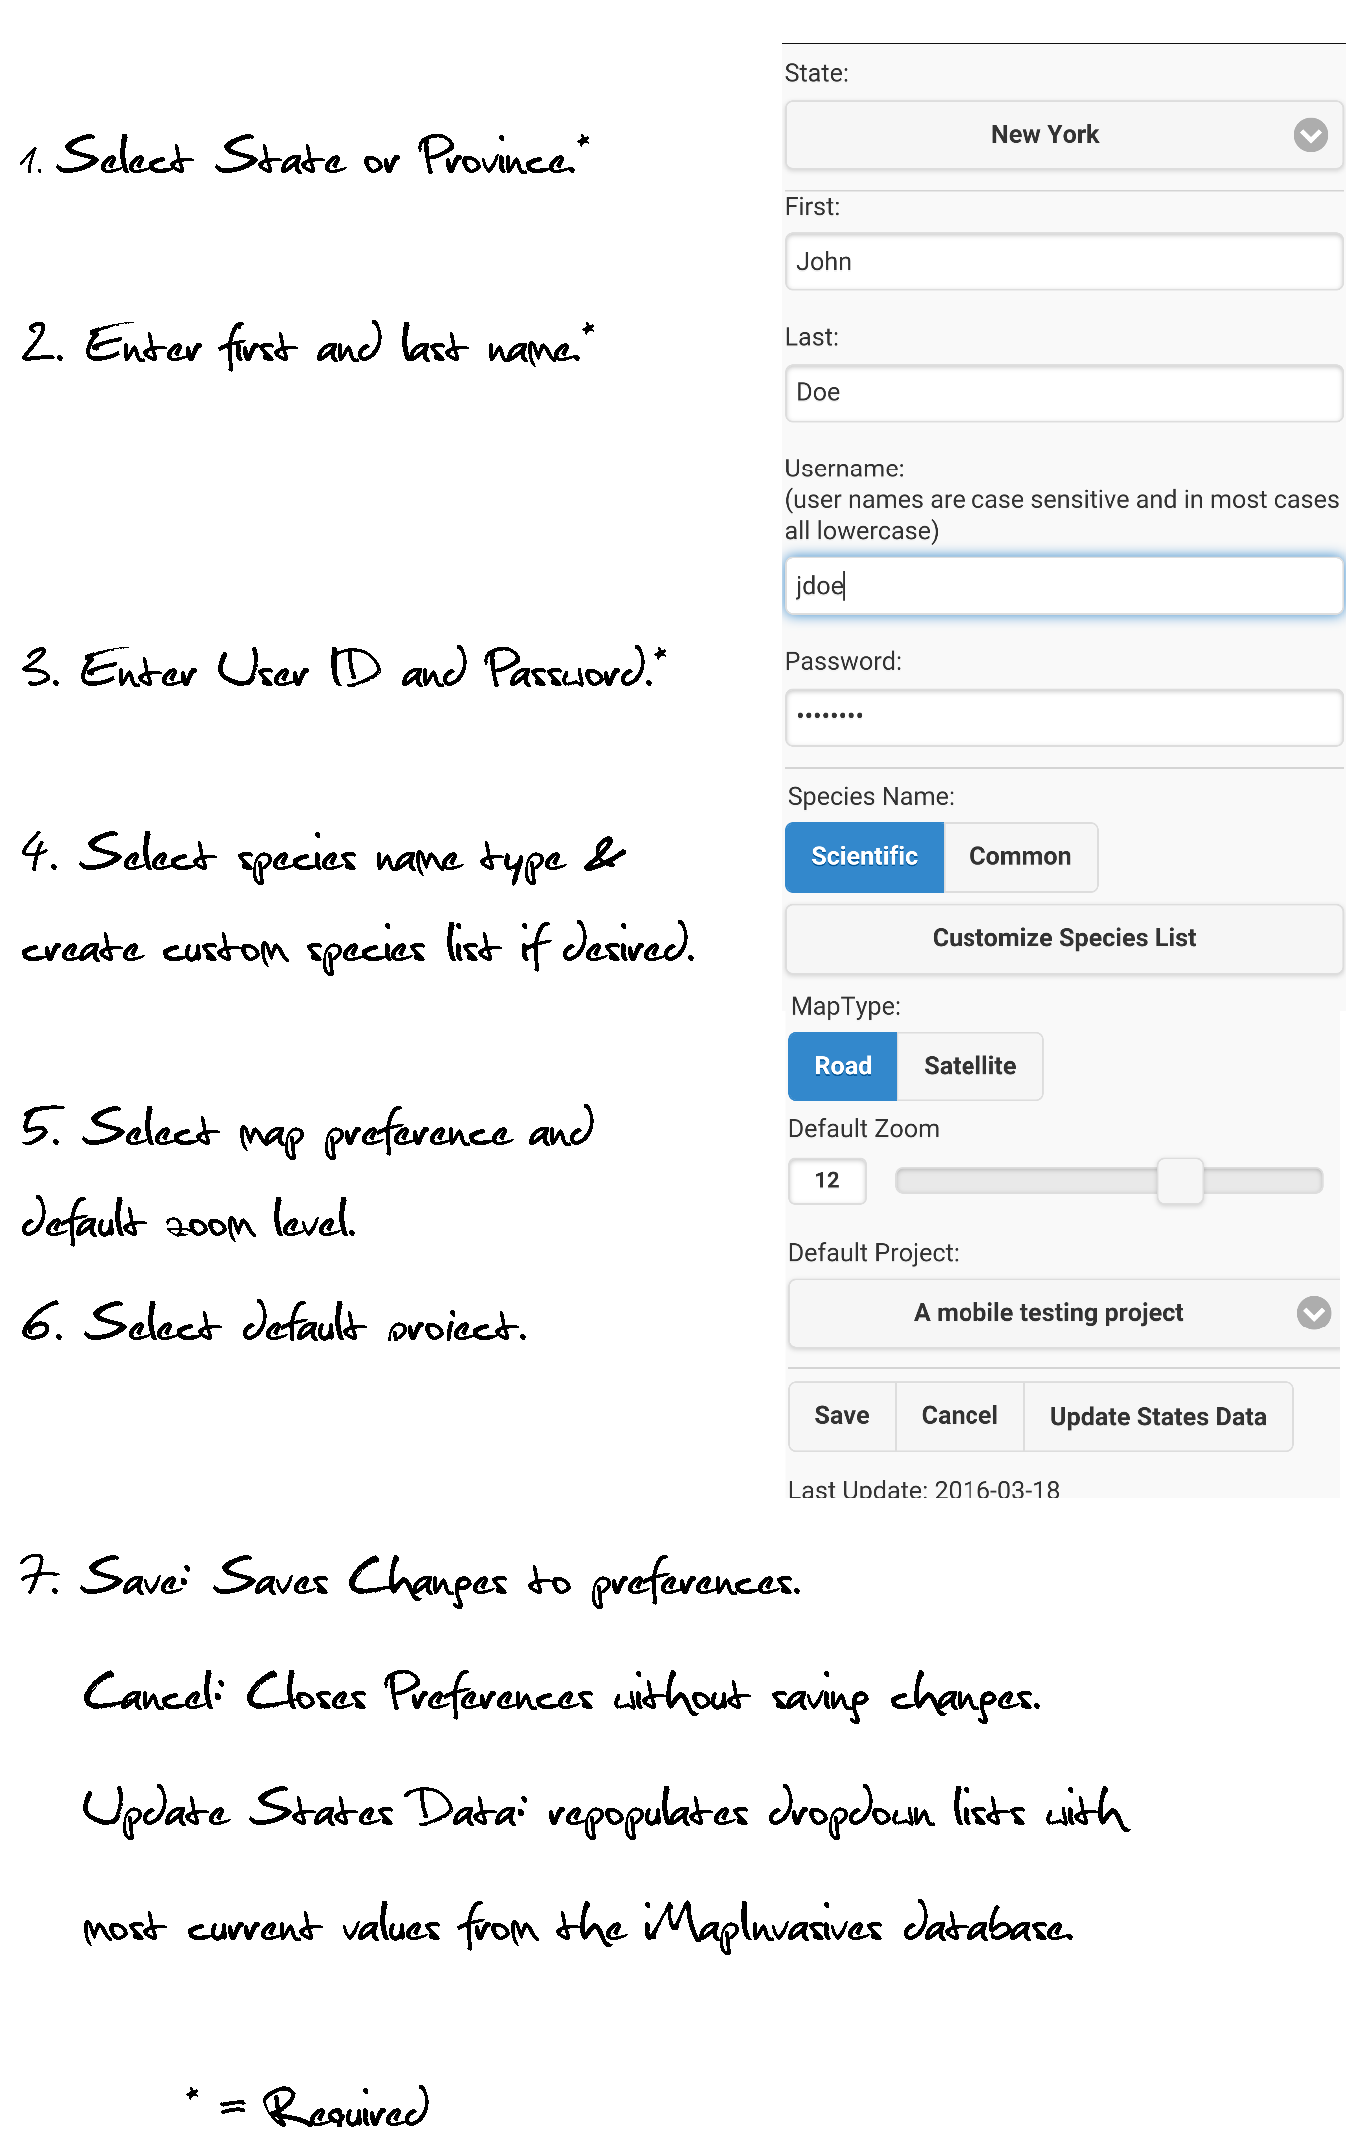 State:
New York
1. Select State or Province.*
First:
John
2. Enter first and last name.*
Last:
Doe
Username:
(user names are case sensitive and in most cases
all lowercase)
jdoe
3. Enter User ID and Password.*
Password:
••••••••
Species Name:
Scientific Common
4. Select species name type &
create custom species list if desired.
Customize Species List
MapType:
Road Satellite
5. Select map preference and
default zoom level.
Default Zoom
12
Default Project:
6. Select default project.
A mobile testing project
Save Cancel Update States Data
Last Update: 2016-03-18
7. Save: Saves Changes to preferences.
Cancel: Closes Preferences without saving changes.
Update States Data: repopulates dropdown lists with
most current values from the iMapInvasives database.
* = Required